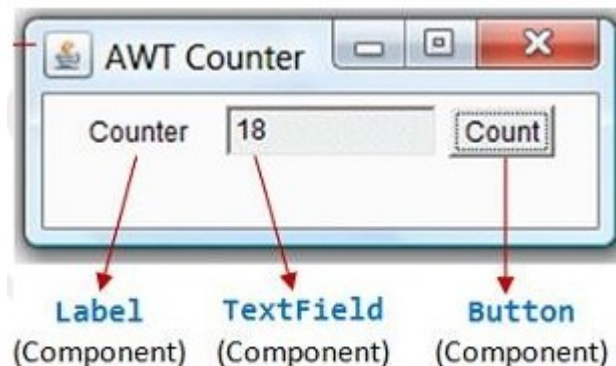 AWT Counter
Counter 18 Count
Label TextField Button
(Component) (Component) (Component)